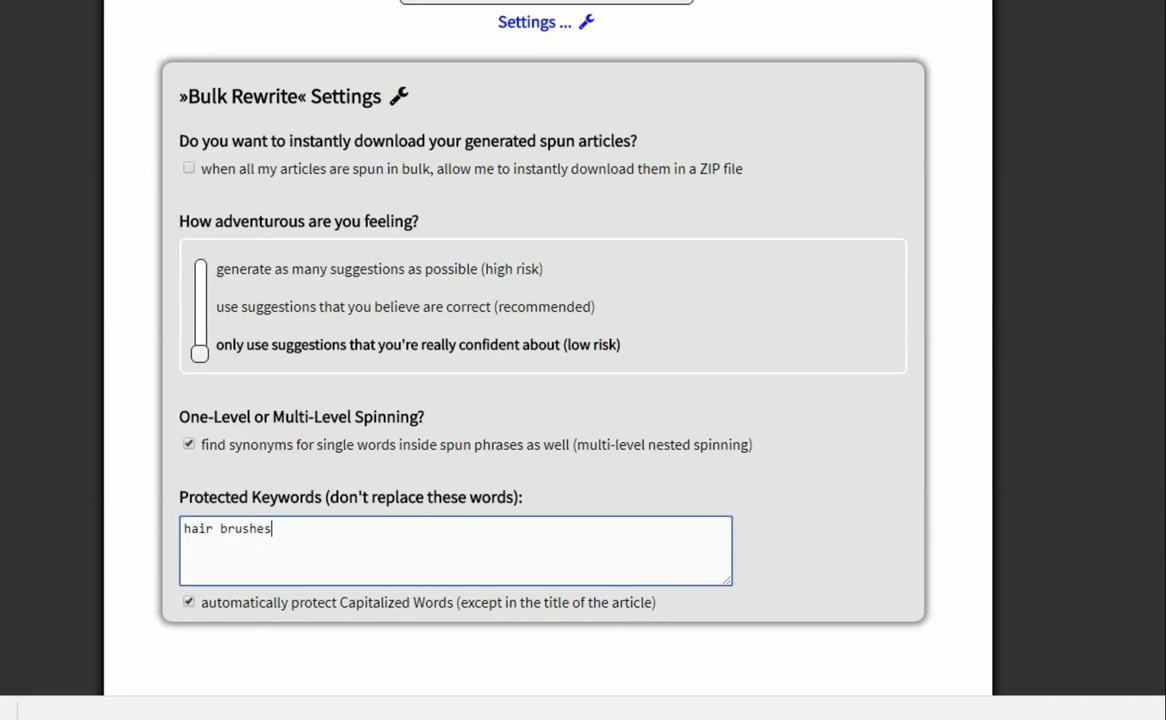 Settings ...
»Bulk Rewrite« Settings
Do you want to instantly download your generated spun articles?
when all my articles are spun in bulk, allow me to instantly download them in a ZIP file
How adventurous are you feeling?
generate as many suggestions as possible (high risk)
use suggestions that you believe are correct (recommended)
only use suggestions that you're really confident about (low risk)
One-Level or Multi-Level Spinning?
find synonyms for single words inside spun phrases as well (multi-level nested spinning)
Protected Keywords (don't replace these words):
hair brushes
automatically protect Capitalized Words (except in the title of the article)